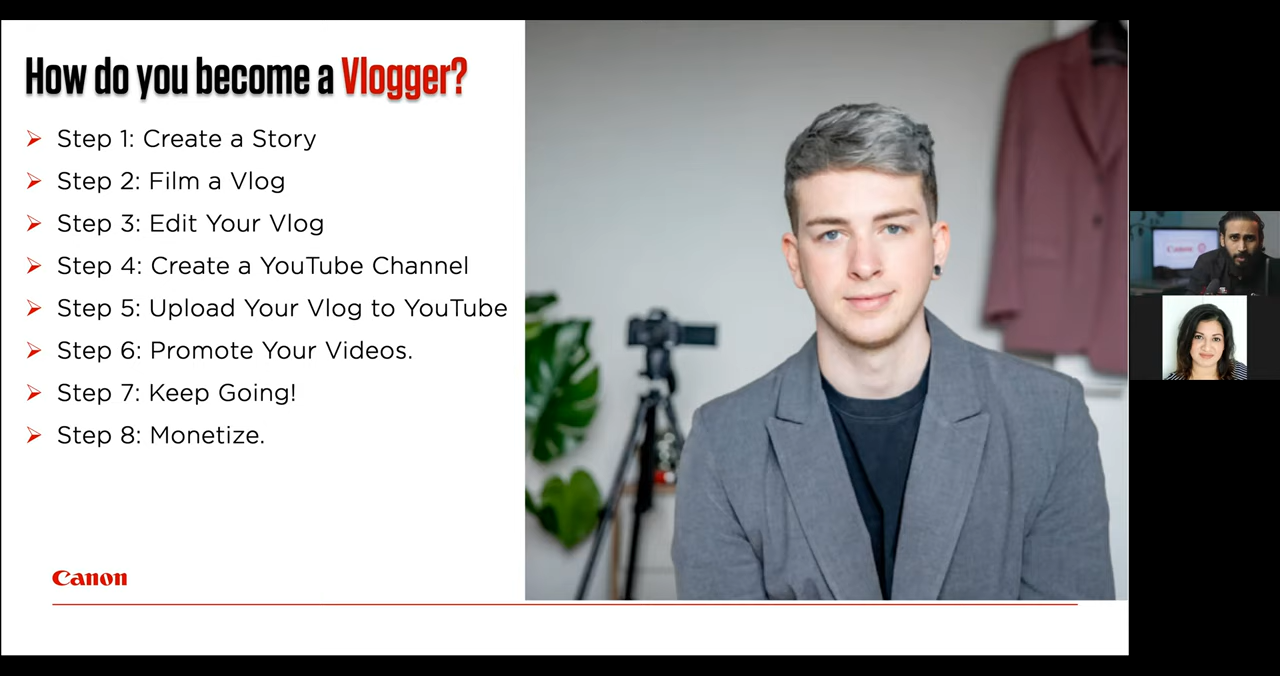 How do you become a Vlogger?
Step 1: Create a Story
Step 2: Film a Vlog
Step 3: Edit Your Vlog
Step 4: Create a YouTube Channel
Step 5: Upload Your Vlog to YouTube
Step 6: Promote Your Videos.
Step 7: Keep Going!
Step 8: Monetize.
Canon
Canon